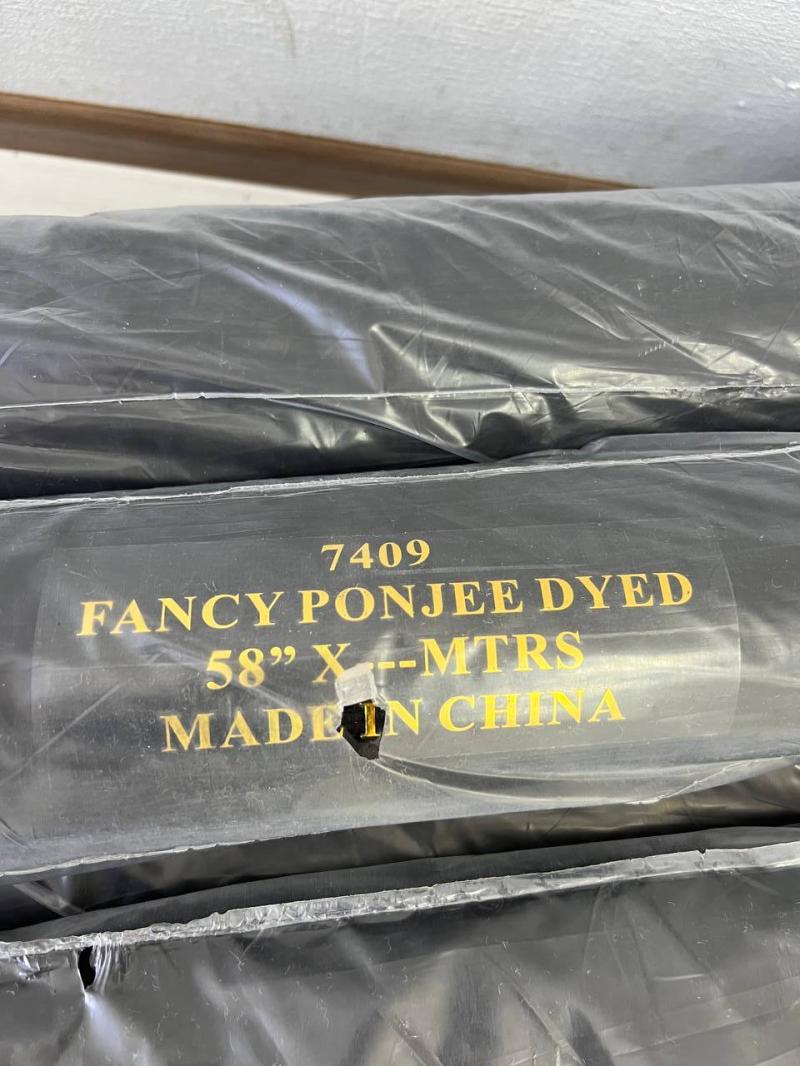 7409
FANCY PONJEE DYED
58” X ---MTRS
MADE IN CHINA